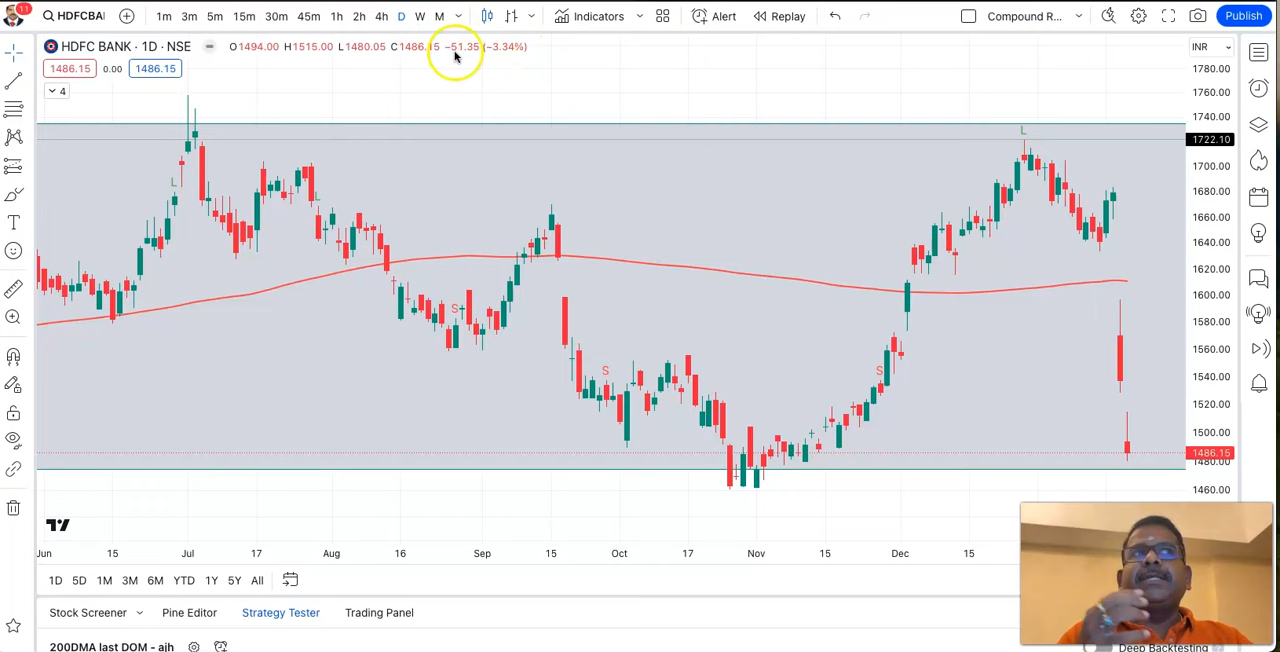 11
HDFCBAI
1m 3m 5m 15m 30m 45m 1h 2h 4h D W M
Indicators
Alert
Replay
Compound R...
Publish
HDFC BANK · 1D · NSE
O1494.00 H1515.00 L1480.05 C1486.15 −51.35 (−3.34%)
INR
1486.15 0.00 1486.15
4
1780.00
1760.00
1740.00
1722.10
1700.00
1680.00
1660.00
1640.00
1620.00
1600.00
1580.00
1560.00
1540.00
1520.00
1500.00
1486.15
1480.00
1460.00
L
L
L
S
S
S
Jun 15 Jul 17 Aug 16 Sep 15 Oct 17 Nov 15 Dec 15
1D 5D 1M 3M 6M YTD 1Y 5Y All
Stock Screener Pine Editor Strategy Tester Trading Panel
200DMA last DOM - ajh
Deep Backtesting